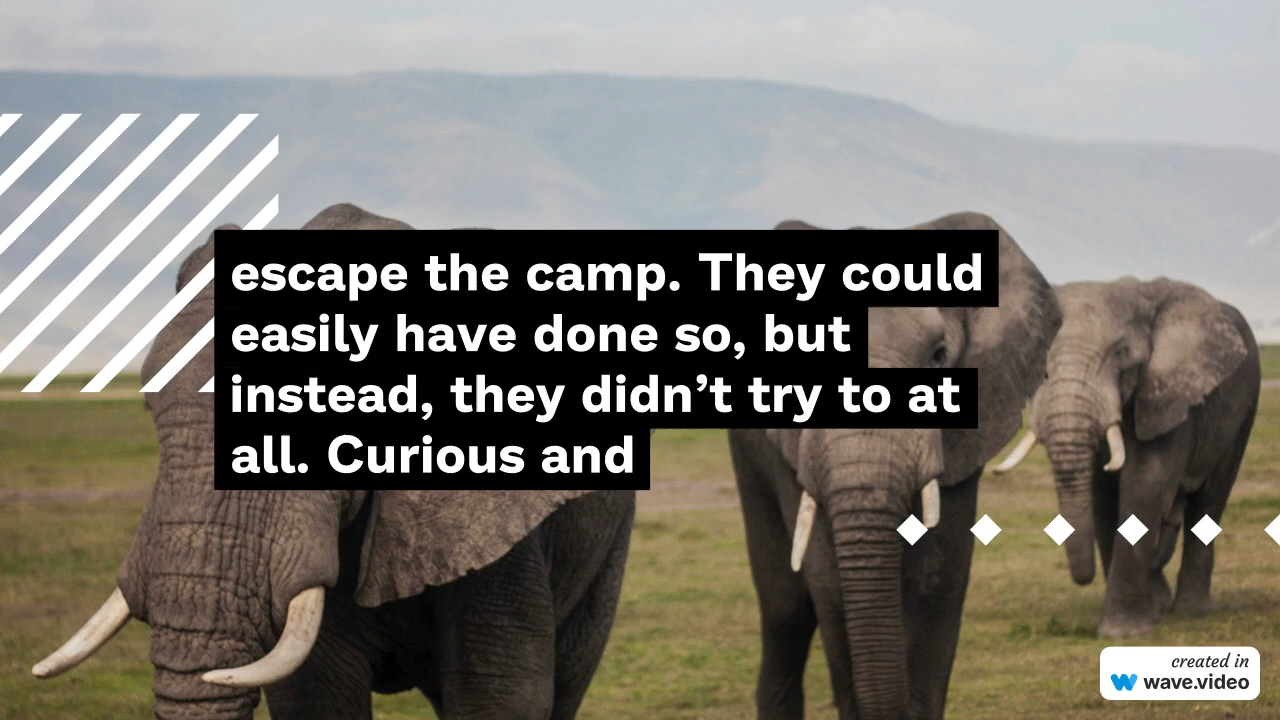 escape the camp. They could
easily have done so, but
instead, they didn’t try to at
all. Curious and
created in
wave.video